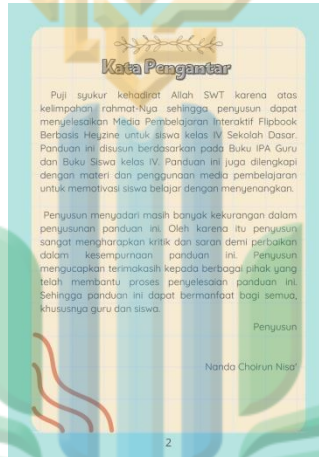 Kata Pengantar
Puji syukur kehadirat Allah SWT karena atas
kelimpahan rahmat-Nya sehingga penyusun dapat
menyelesaikan Media Pembelajaran Interaktif Flipbook
Berbasis Heyzine untuk siswa kelas IV Sekolah Dasar.
Panduan ini disusun berdasarkan pada Buku IPA Guru
dan Buku Siswa kelas IV. Panduan ini juga dilengkapi
dengan materi dan penggunaan media pembelajaran
untuk memotivasi siswa belajar dengan menyenangkan.
Penyusun menyadari masih banyak kekurangan dalam
penyusunan panduan ini. Oleh karena itu penyusun
sangat mengharapkan kritik dan saran demi perbaikan
dalam kesempurnaan panduan ini. Penyusun
mengucapkan terimakasih kepada berbagai pihak yang
telah membantu proses penyelesaian panduan ini.
Sehingga panduan ini dapat bermanfaat bagi semua,
khususnya guru dan siswa.
Penyusun
Nanda Choirun Nisa'
2